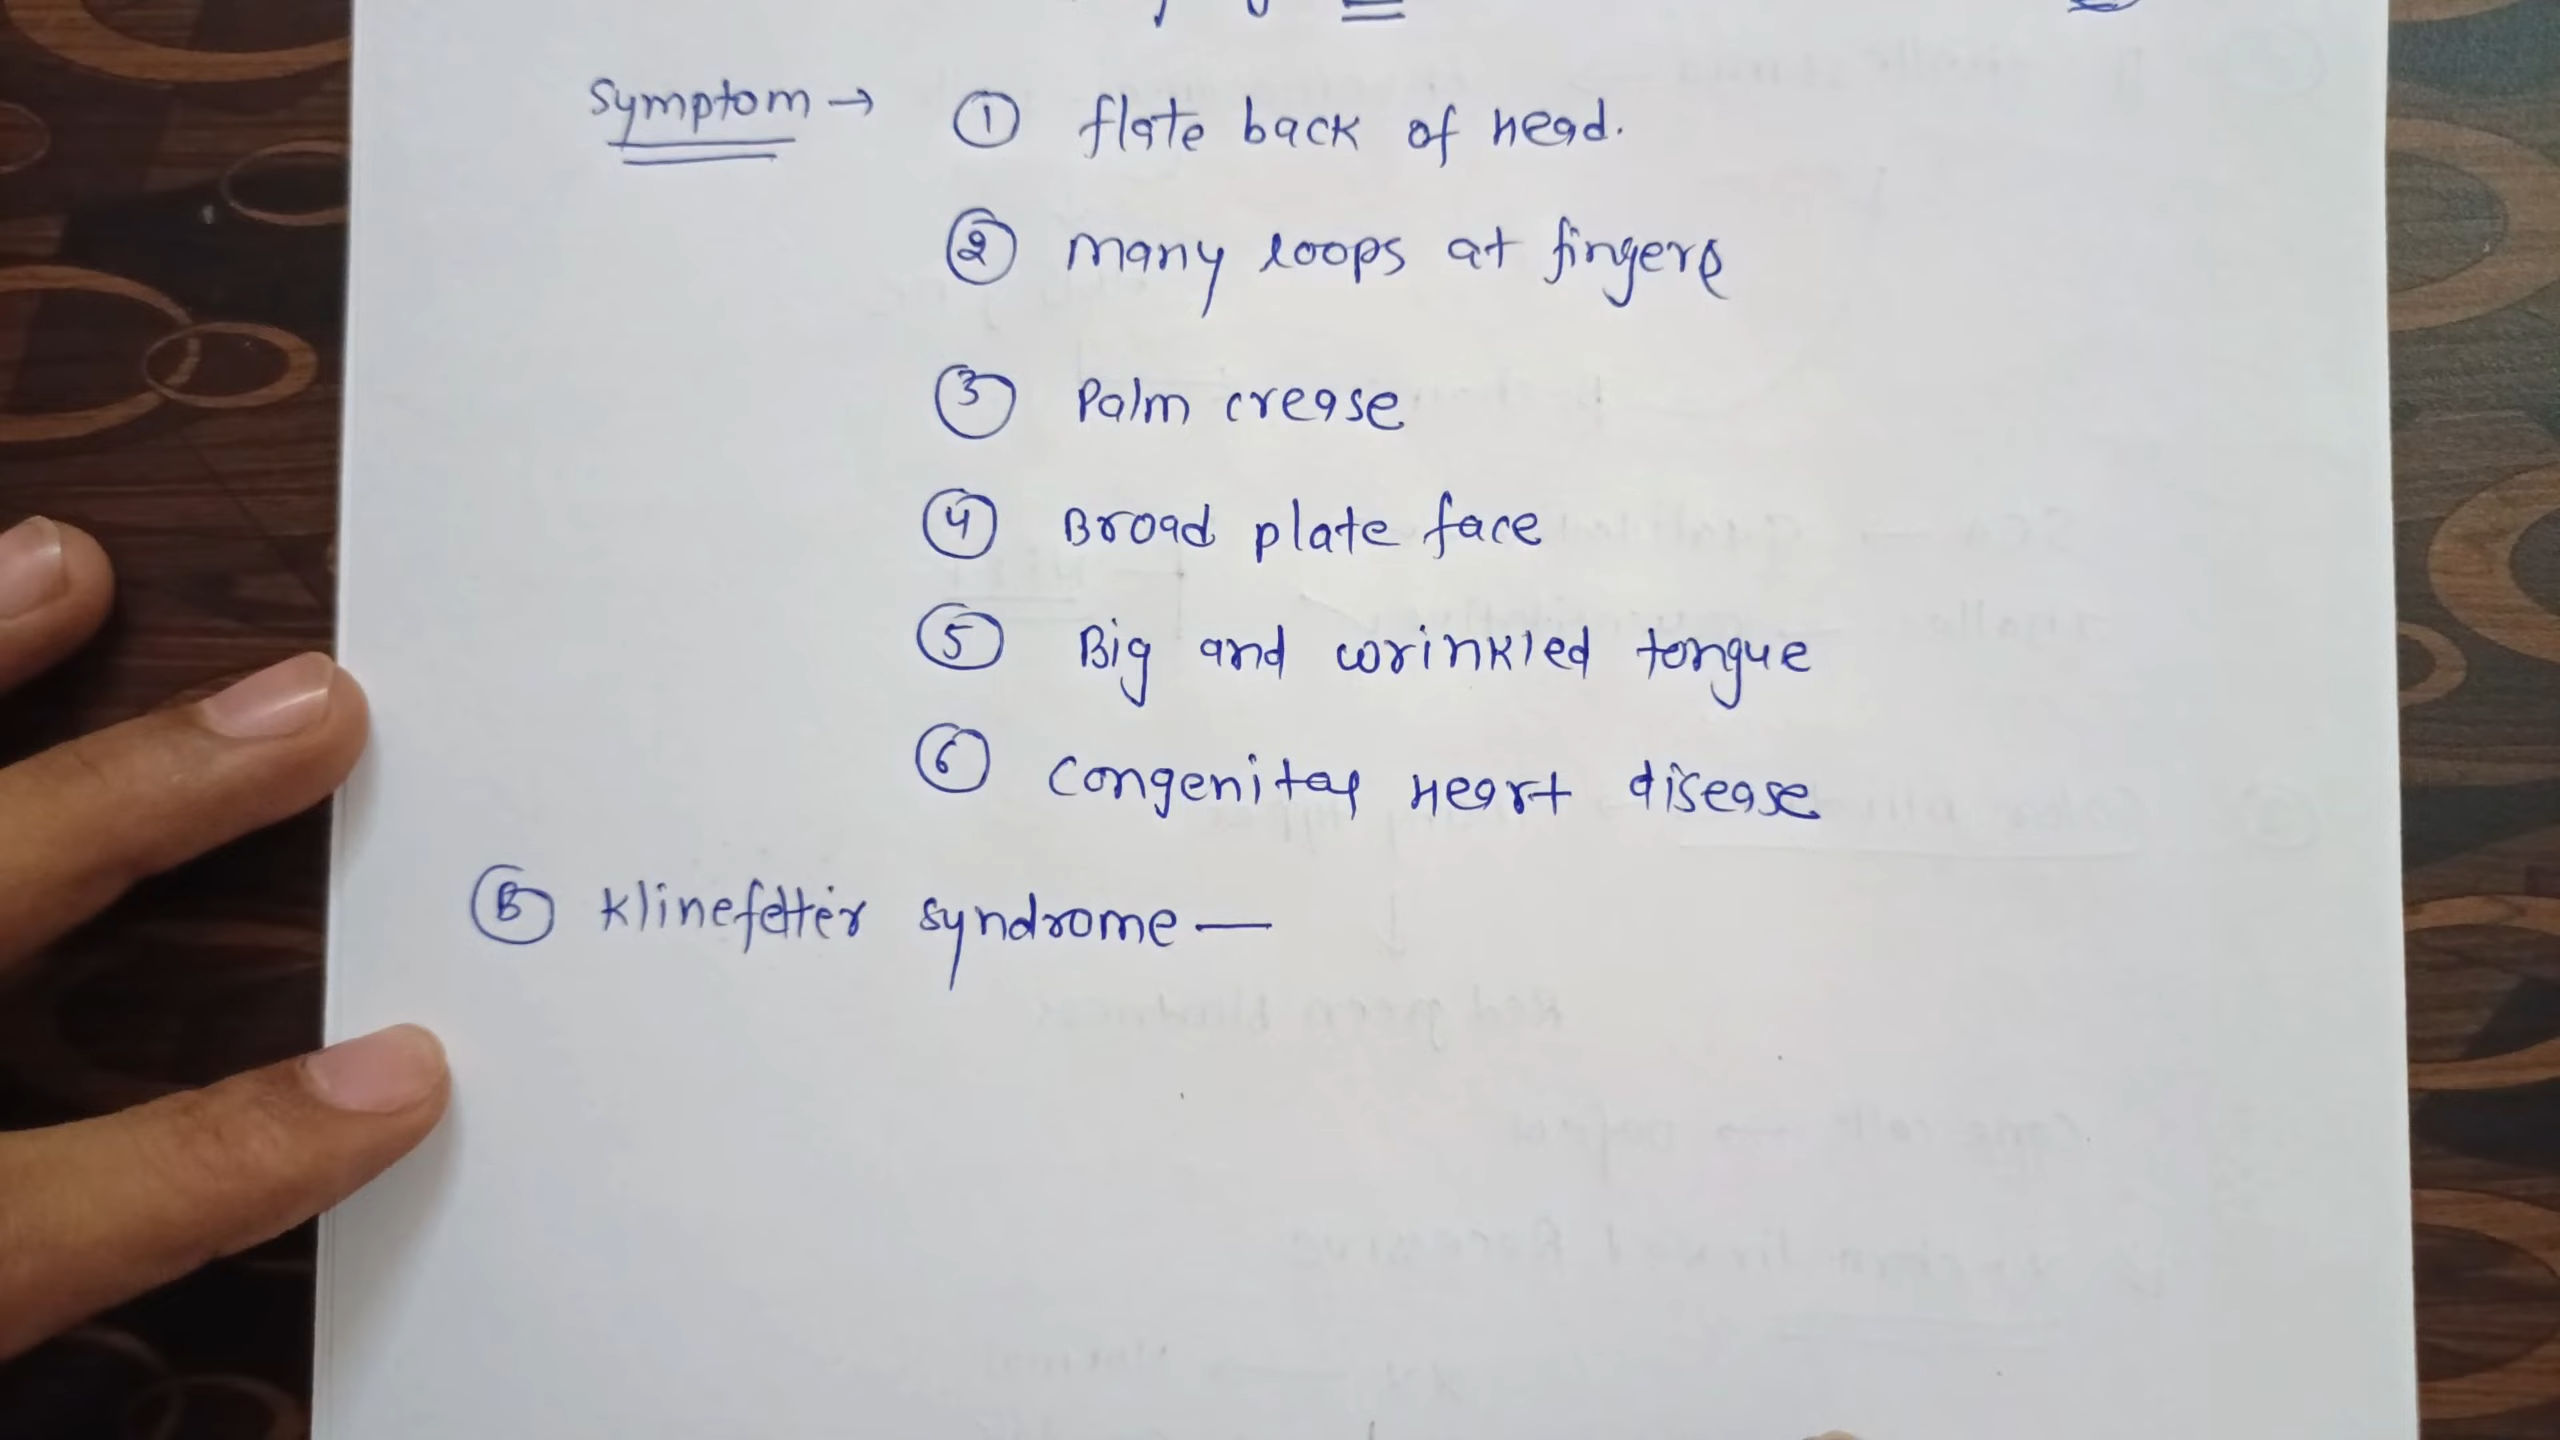 Symptom → ① flate back of head.
② many loops at fingers
③ Palm crease
④ Broad plate face
⑤ Big and wrinkled tongue
⑥ Congenital Heart disease
Ⓑ Klinefelter syndrome —